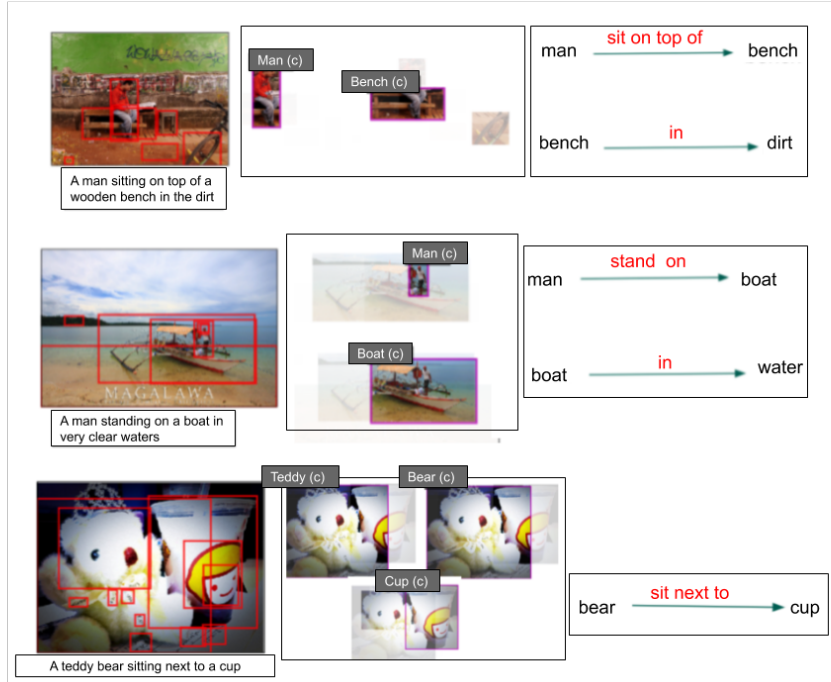 Man (c)
Bench (c)
man sit on top of bench
bench in dirt
A man sitting on top of a
wooden bench in the dirt
Man (c)
Boat (c)
man stand on boat
boat in water
MAGALAWA
A man standing on a boat in
very clear waters
Teddy (c)
Bear (c)
Cup (c)
bear sit next to cup
A teddy bear sitting next to a cup